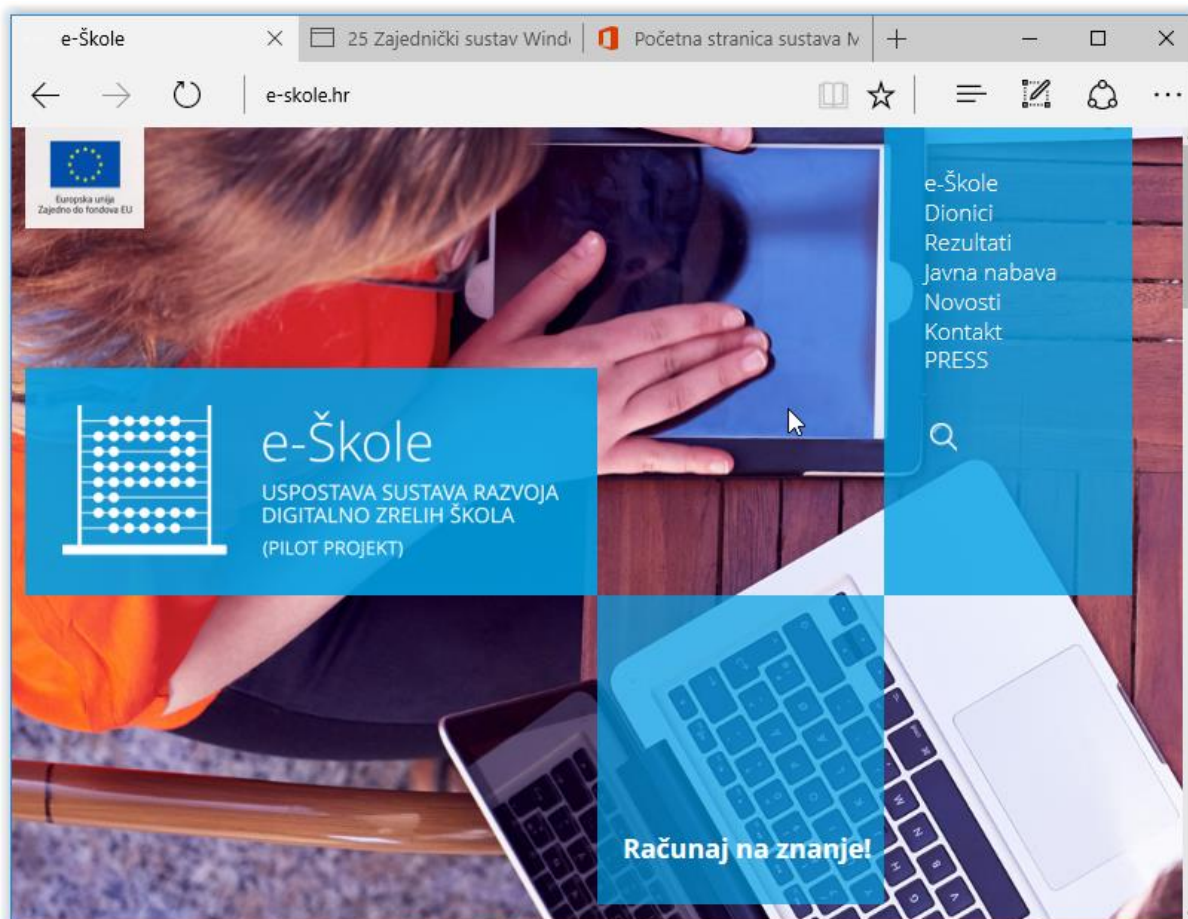 e-Škole
25 Zajednički sustav Wind
Početna stranica sustava M
e-skole.hr
Europska unija
Zajedno do fondova EU
e-Škole
Dionici
Rezultati
Javna nabava
Novosti
Kontakt
PRESS
e-Škole
USPOSTAVA SUSTAVA RAZVOJA
DIGITALNO ZRELIH ŠKOLA
(PILOT PROJEKT)
Računaj na znanje!